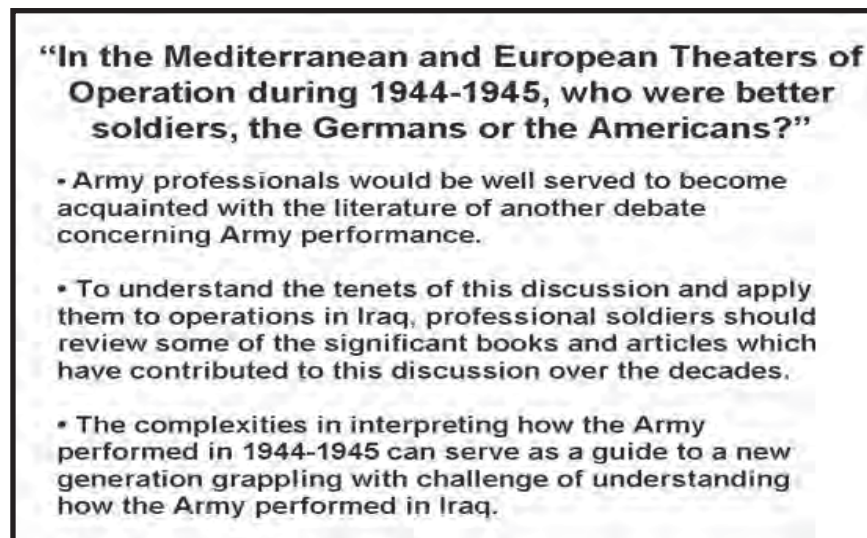 “In the Mediterranean and European Theaters of
Operation during 1944-1945, who were better
soldiers, the Germans or the Americans?”
• Army professionals would be well served to become
acquainted with the literature of another debate
concerning Army performance.
• To understand the tenets of this discussion and apply
them to operations in Iraq, professional soldiers should
review some of the significant books and articles which
have contributed to this discussion over the decades.
• The complexities in interpreting how the Army
performed in 1944-1945 can serve as a guide to a new
generation grappling with challenge of understanding
how the Army performed in Iraq.